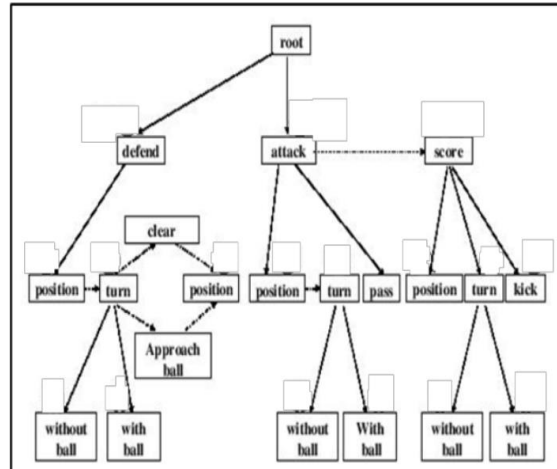 root
defend
attack
score
clear
position
turn
position
position
turn
pass
position
turn
kick
Approach
ball
without
ball
with
ball
without
ball
With
ball
without
ball
with
ball